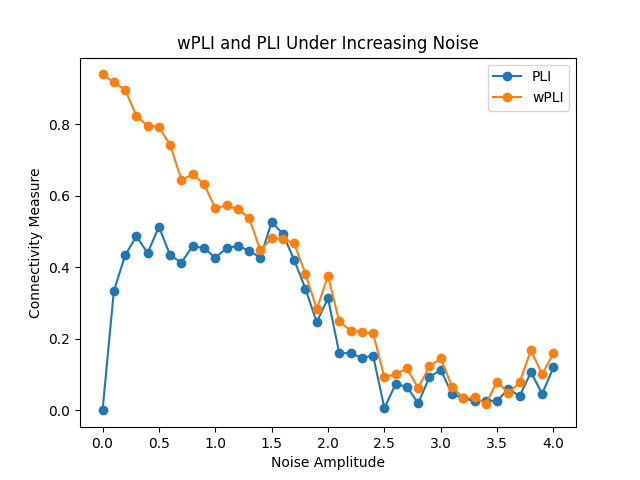 wPLI and PLI Under Increasing Noise
PLI
wPLI
Connectivity Measure
0.8
0.6
0.4
0.2
0.0
0.0 0.5 1.0 1.5 2.0 2.5 3.0 3.5 4.0
Noise Amplitude